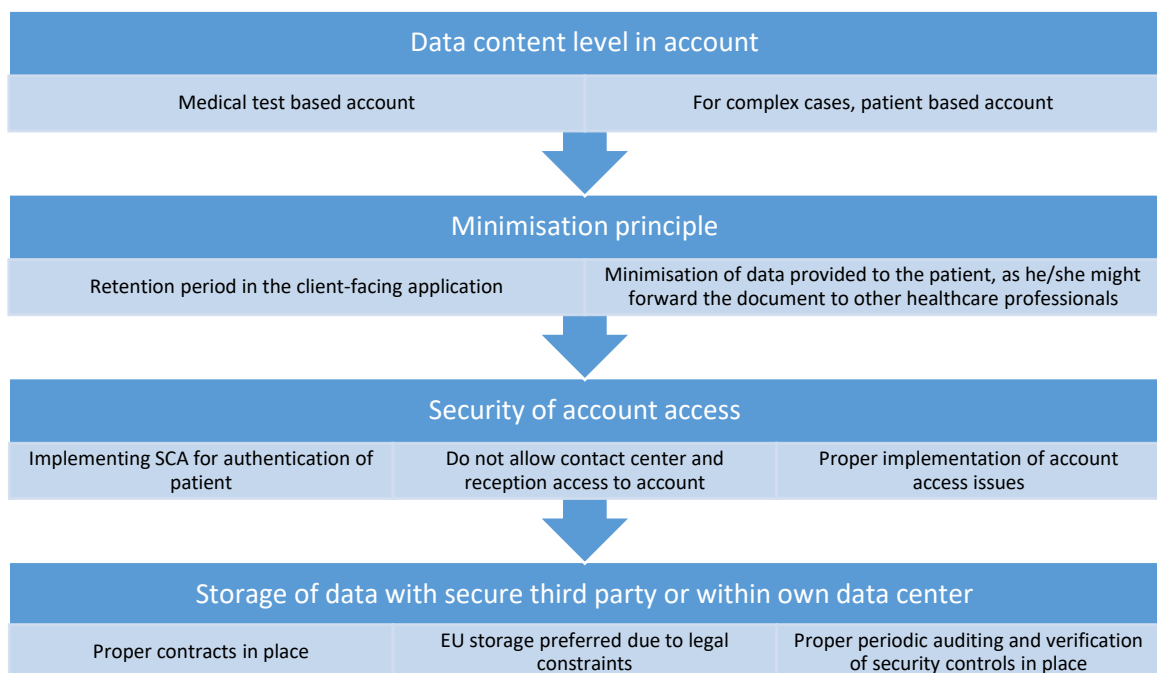 Data content level in account
Medical test based account
For complex cases, patient based account
Minimisation principle
Retention period in the client-facing application
Minimisation of data provided to the patient, as he/she might
forward the document to other healthcare professionals
Security of account access
Implementing SCA for authentication of
patient
Do not allow contact center and
reception access to account
Proper implementation of account
access issues
Storage of data with secure third party or within own data center
Proper contracts in place
EU storage preferred due to legal
constraints
Proper periodic auditing and verification
of security controls in place